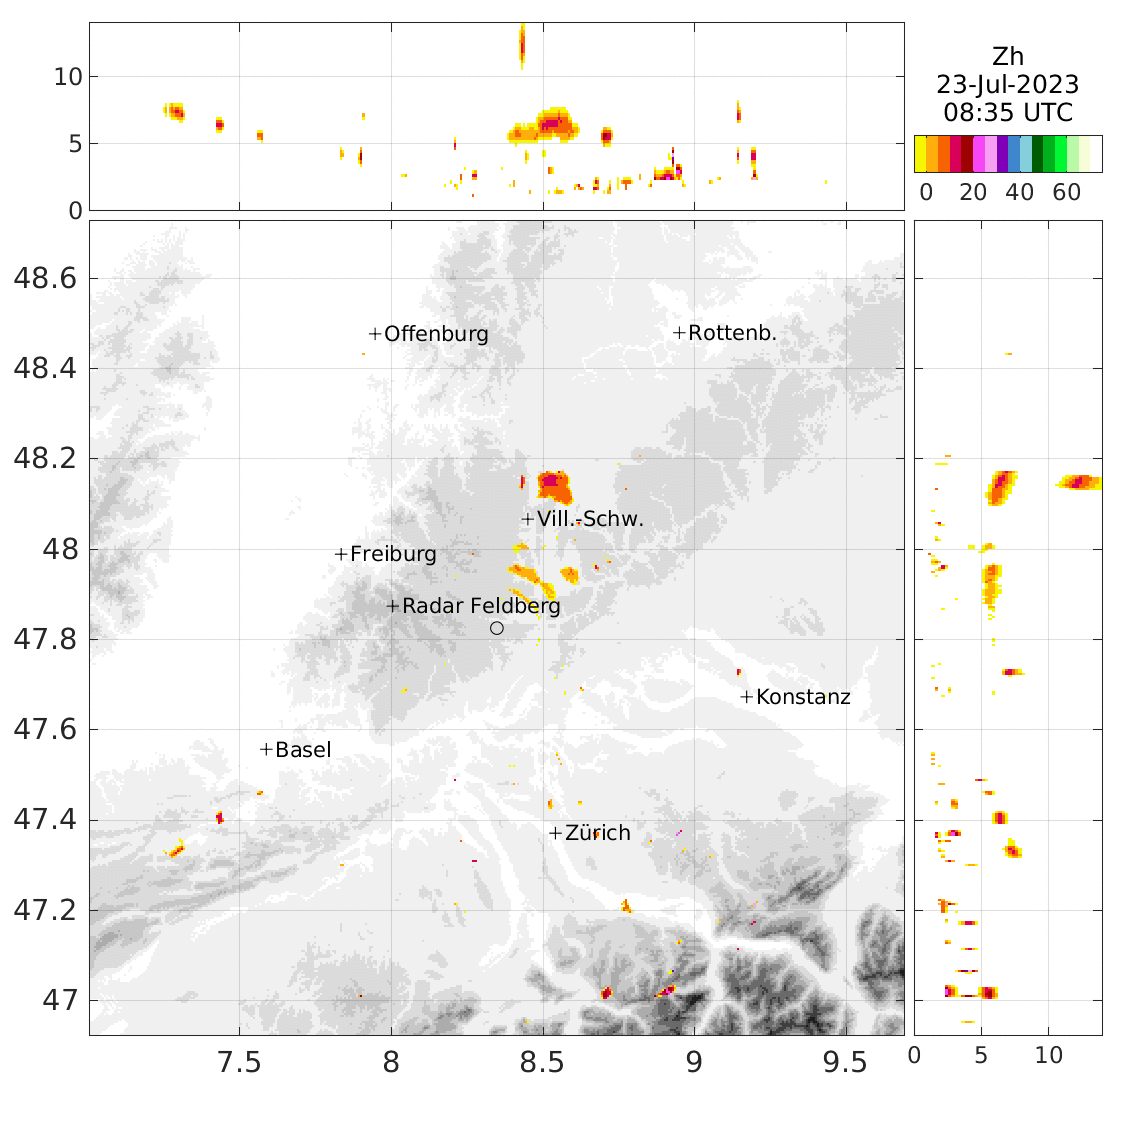 Zh
23-Jul-2023
08:35 UTC
0 20 40 60
10
5
0
48.6
48.4
48.2
48
47.8
47.6
47.4
47.2
47
+Offenburg
+Rottenb.
+Vill.-Schw.
+Freiburg
+Radar Feldberg
+Konstanz
+Basel
+Zürich
7.5 8 8.5 9 9.5
0 5 10